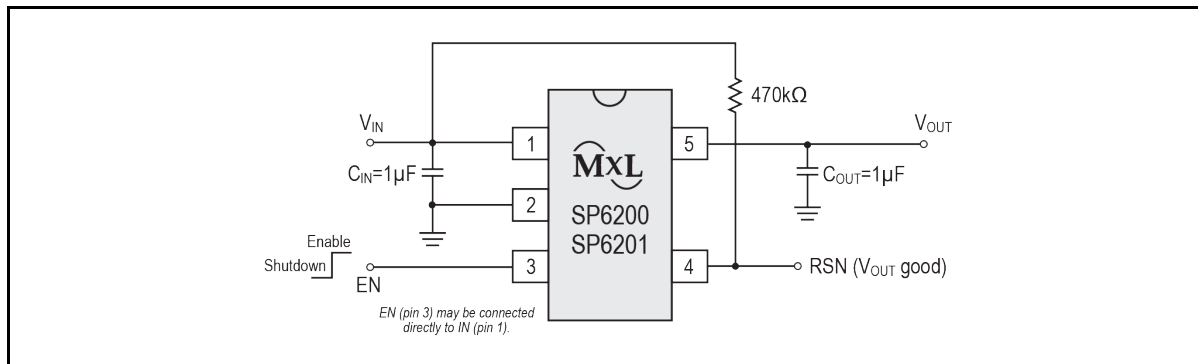 470kΩ
VIN
VOUT
1
5
MxL
CIN=1µF
COUT=1µF
2
SP6200
SP6201
Enable
Shutdown
3
4
RSN (VOUT good)
EN
EN (pin 3) may be connected
directly to IN (pin 1).